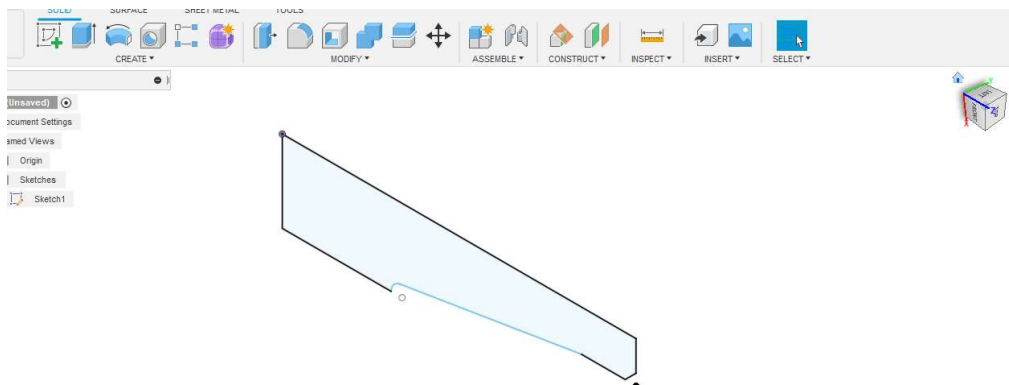 SOLID SURFACE SHEET METAL TOOLS
CREATE ▾ MODIFY ▾ ASSEMBLE ▾ CONSTRUCT ▾ INSPECT ▾ INSERT ▾ SELECT ▾
(Unsaved)
ocument Settings
amed Views
Origin
Sketches
Sketch1